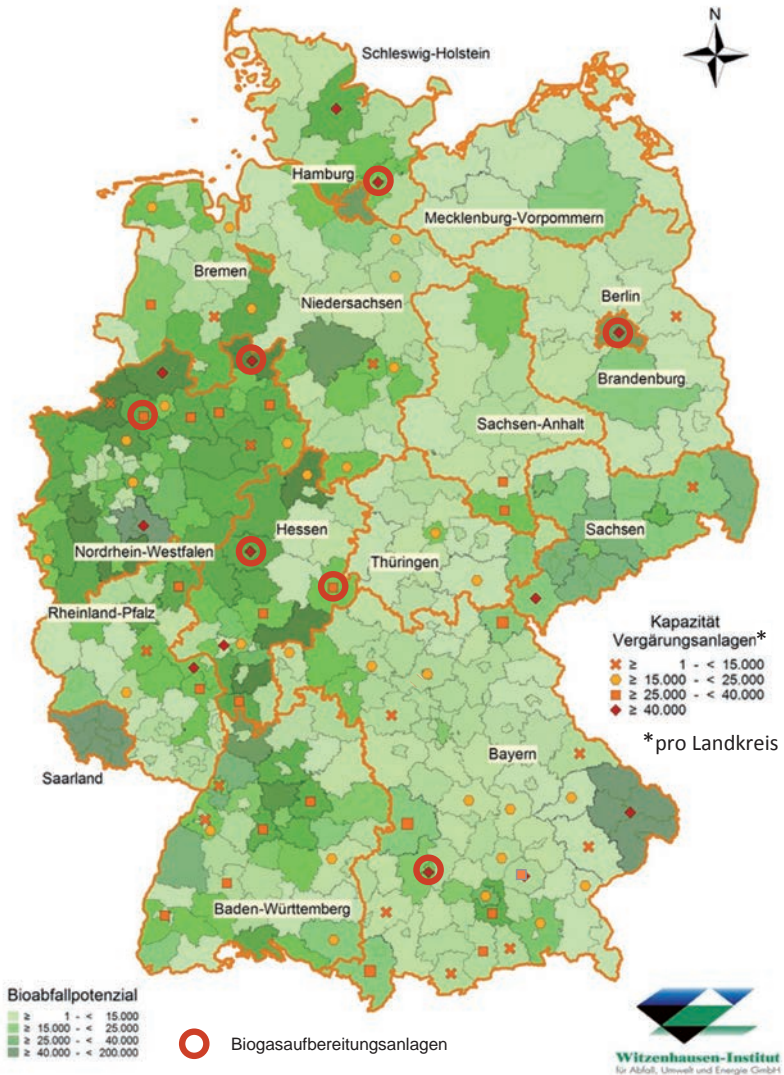 N
Schleswig-Holstein
Hamburg
Mecklenburg-Vorpommern
Bremen
Niedersachsen
Berlin
Brandenburg
Sachsen-Anhalt
Hessen
Sachsen
Nordrhein-Westfalen
Thüringen
Rheinland-Pfalz
Kapazität
Vergärungsanlagen*
≥ 1 - < 15.000
≥ 15.000 - < 25.000
≥ 25.000 - < 40.000
≥ 40.000
*pro Landkreis
Bayern
Saarland
Baden-Württemberg
Bioabfallpotenzial
≥ 1 - < 15.000
≥ 15.000 - < 25.000
≥ 25.000 - < 40.000
≥ 40.000 - < 200.000
Biogasaufbereitungsanlagen
Witzenhausen-Institut
für Abfall, Umwelt und Energie GmbH